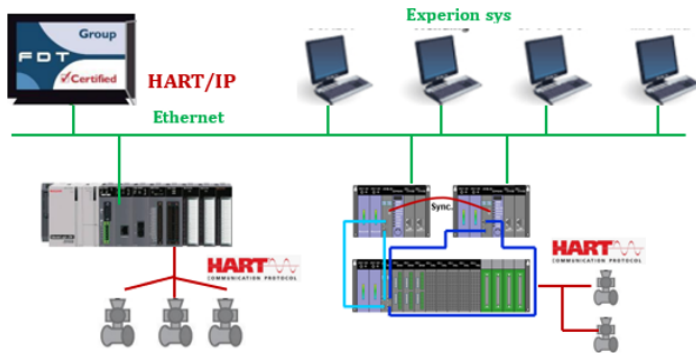 Experion sys
Group
FDT
Certified
HART/IP
Ethernet
Sync.
HART
COMMUNICATION PROTOCOL
HART
COMMUNICATION PROTOCOL